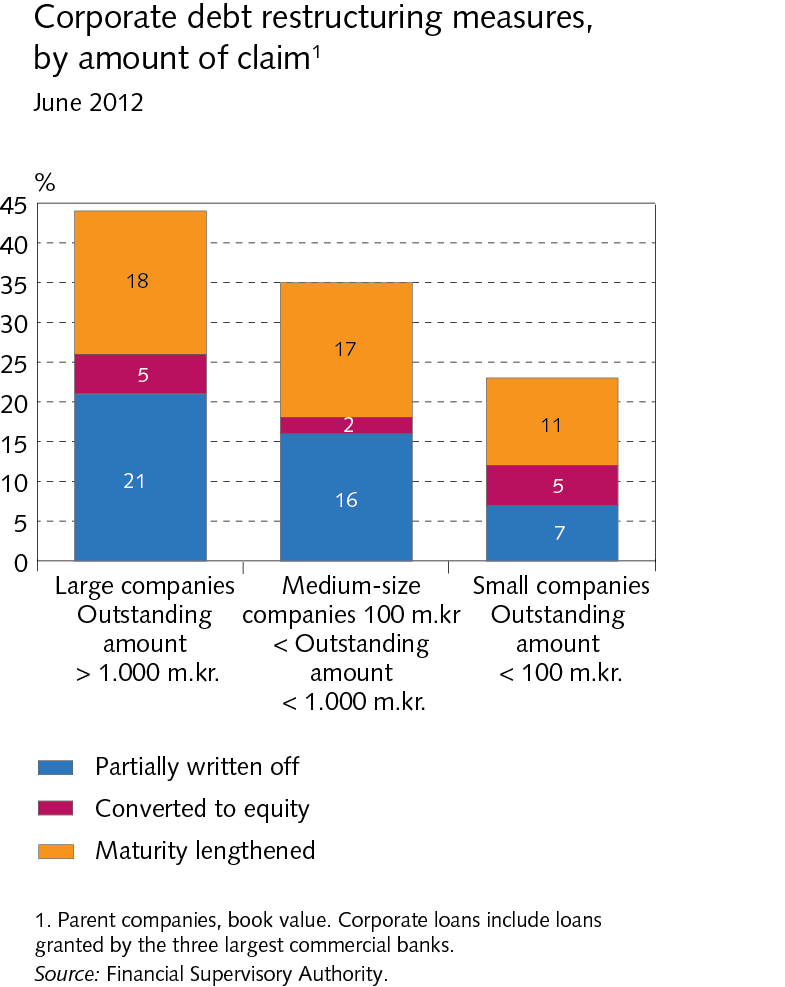 Corporate debt restructuring measures,
by amount of claim¹
June 2012
%
45
40
35
30
25
20
15
10
5
0
18
5
21
17
2
16
11
5
7
Large companies
Outstanding
amount
> 1.000 m.kr.
Medium-size
companies 100 m.kr
< Outstanding
amount
< 1.000 m.kr.
Small companies
Outstanding
amount
< 100 m.kr.
Partially written off
Converted to equity
Maturity lengthened
1. Parent companies, book value. Corporate loans include loans
granted by the three largest commercial banks.
Source: Financial Supervisory Authority.